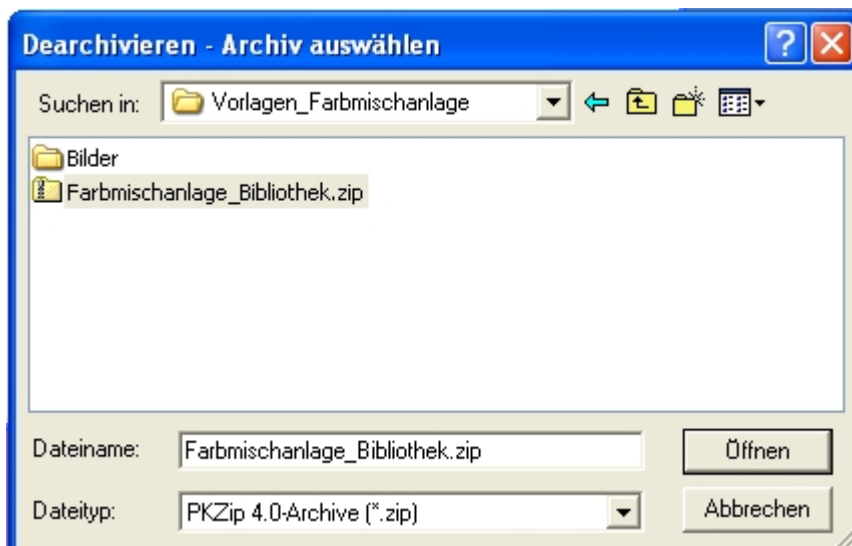 Dearchivieren - Archiv auswählen
Suchen in: Vorlagen_Farbmischanlage
Bilder
Farbmischanlage_Bibliothek.zip
Dateiname: Farbmischanlage_Bibliothek.zip Öffnen
Dateityp: PKZip 4.0-Archive (*.zip) Abbrechen